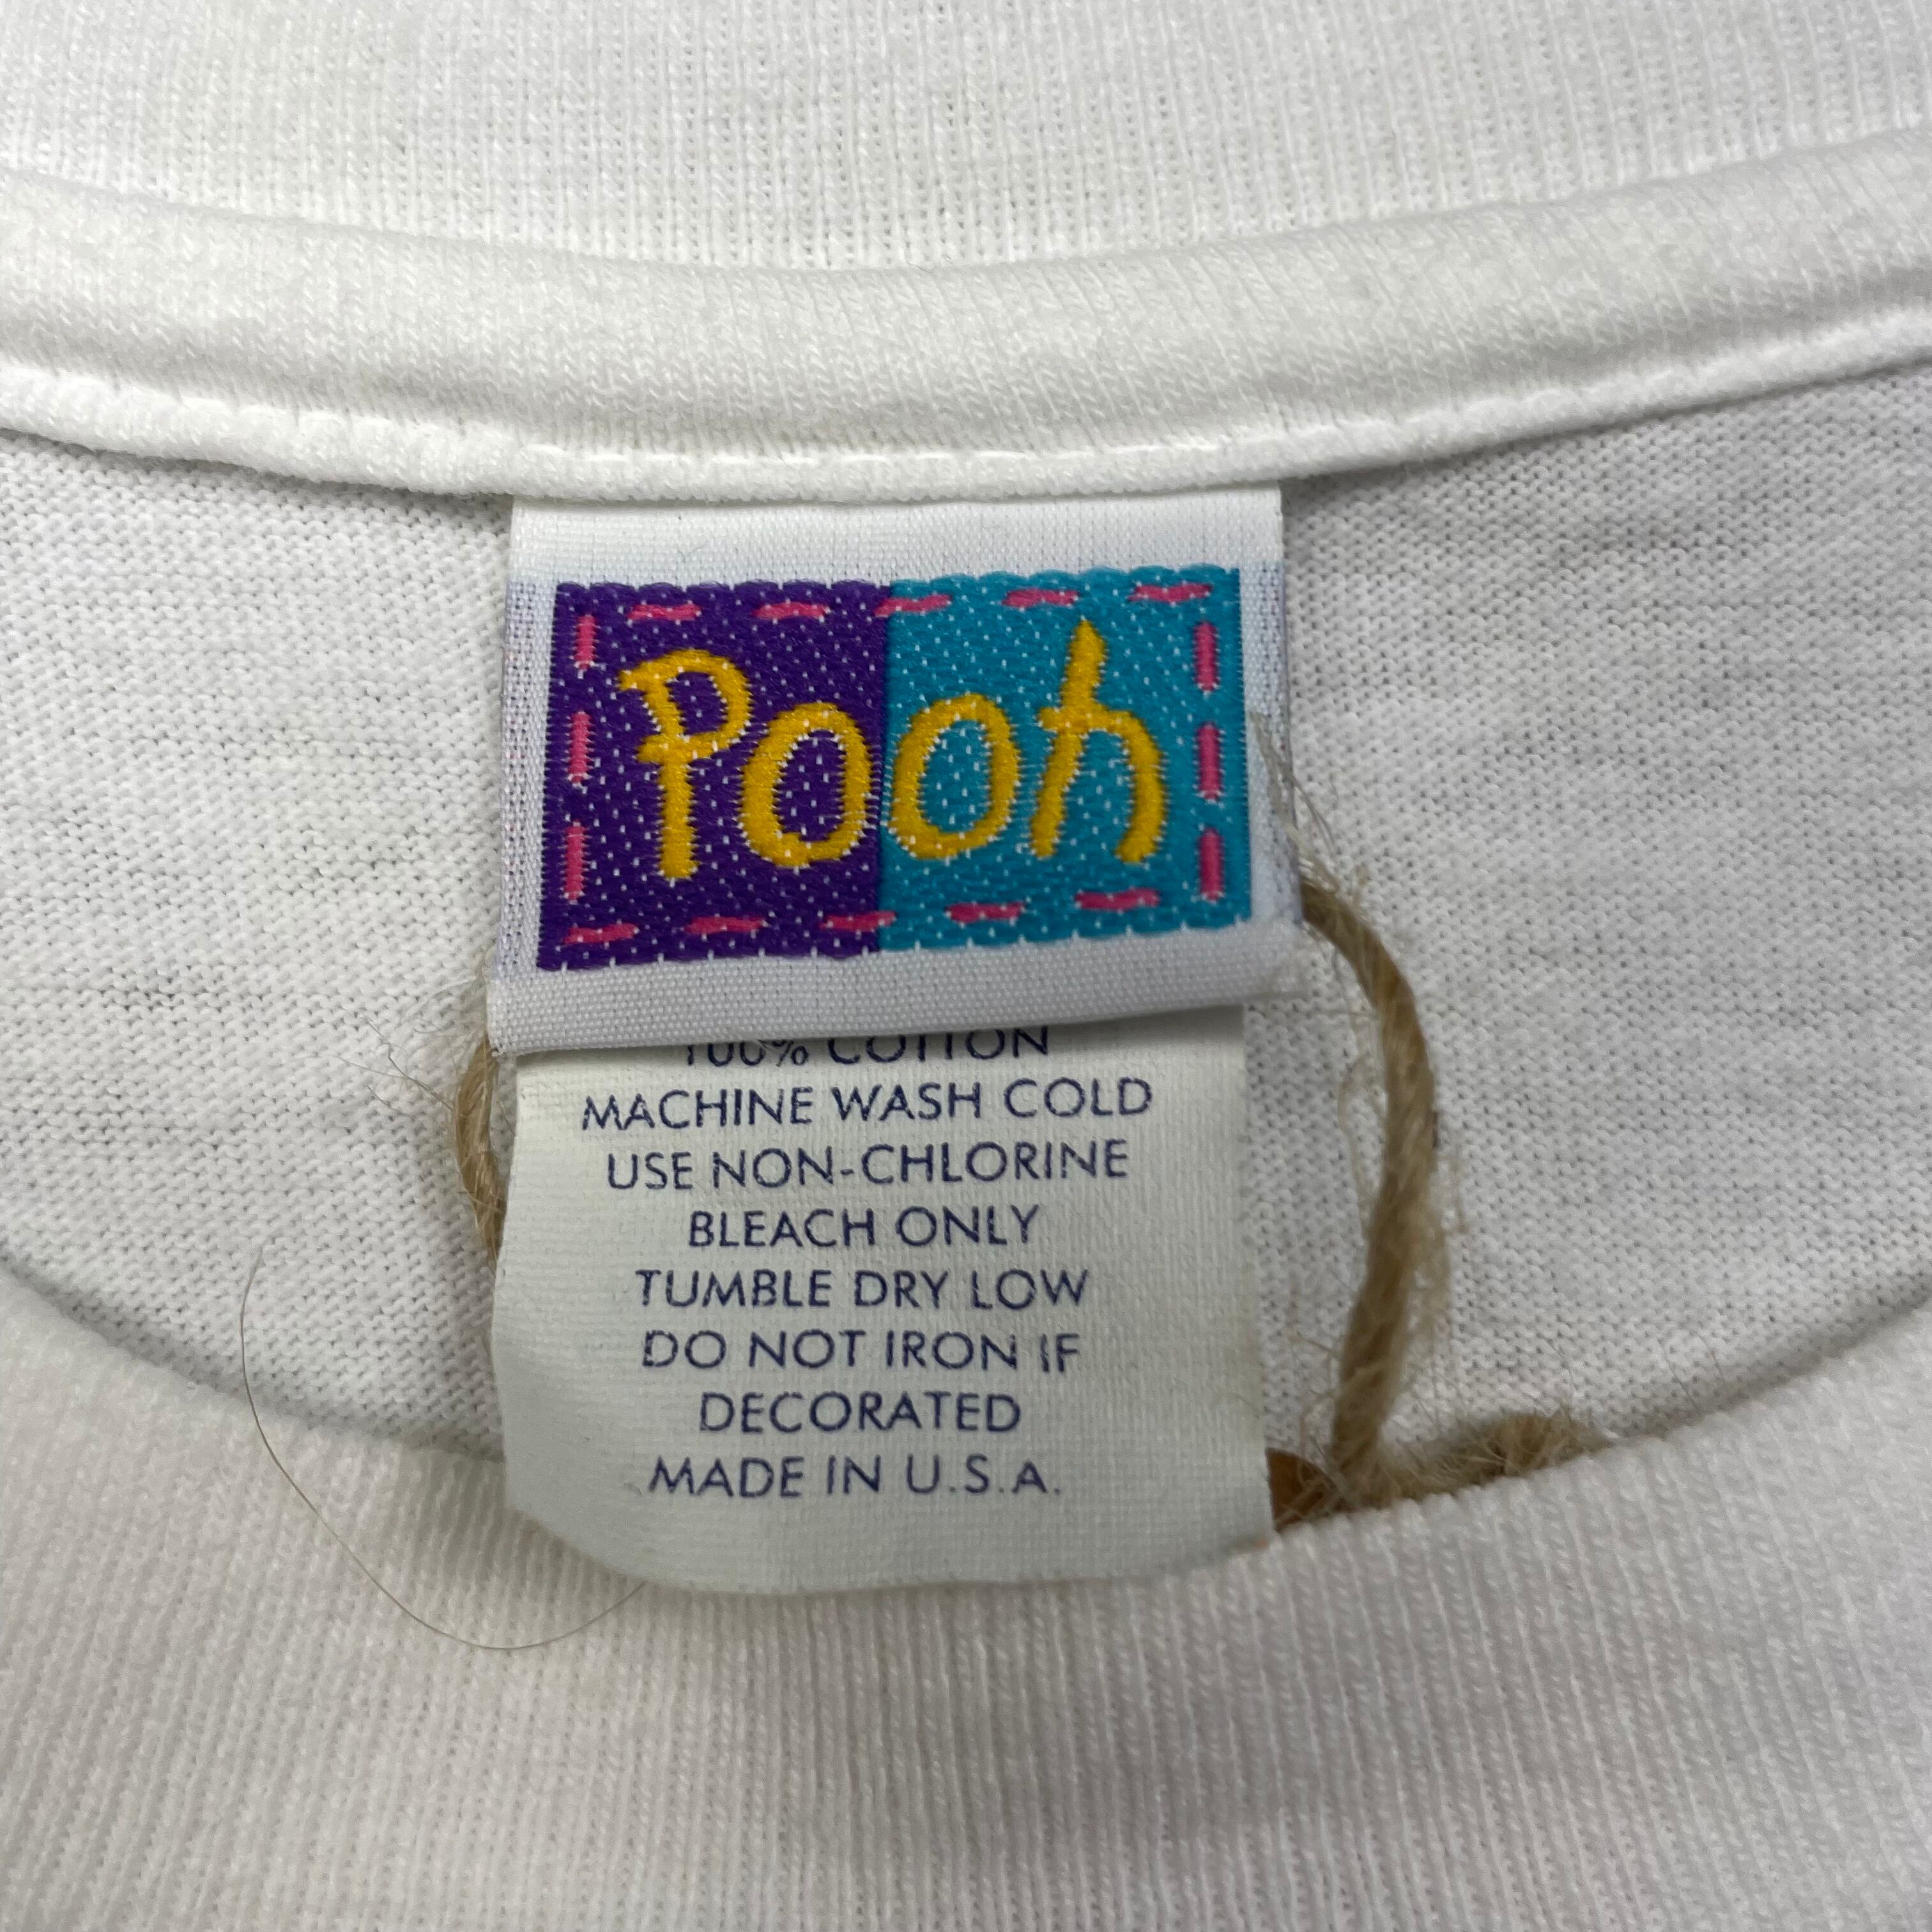 Pooh
100% COTTON
MACHINE WASH COLD
USE NON-CHLORINE
BLEACH ONLY
TUMBLE DRY LOW
DO NOT IRON IF
DECORATED
MADE IN U.S.A.